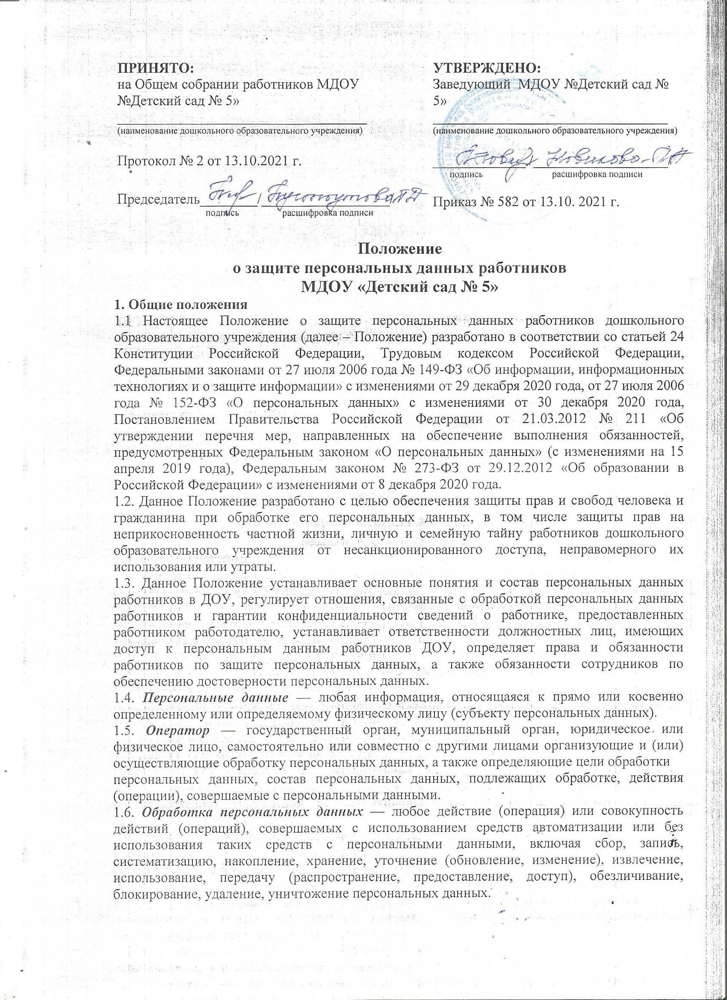 ПРИНЯТО:
на Общем собрании работников МДОУ
№Детский сад № 5»
(наименование дошкольного образовательного учреждения)
Протокол № 2 от 13.10.2021 г.
Председатель /
подпись расшифровка подписи
УТВЕРЖДЕНО:
Заведующий МДОУ №Детский сад №
5»
(наименование дошкольного образовательного учреждения)
Новикова
подпись расшифровка подписи
Приказ № 582 от 13.10. 2021 г.
Положение
о защите персональных данных работников
МДОУ «Детский сад № 5»
1. Общие положения
1.1 Настоящее Положение о защите персональных данных работников дошкольного
образовательного учреждения (далее – Положение) разработано в соответствии со статьей 24
Конституции Российской Федерации, Трудовым кодексом Российской Федерации,
Федеральными законами от 27 июля 2006 года № 149-ФЗ «Об информации, информационных
технологиях и о защите информации» с изменениями от 29 декабря 2020 года, от 27 июля 2006
года № 152-ФЗ «О персональных данных» с изменениями от 30 декабря 2020 года,
Постановлением Правительства Российской Федерации от 21.03.2012 № 211 «Об
утверждении перечня мер, направленных на обеспечение выполнения обязанностей,
предусмотренных Федеральным законом «О персональных данных» (с изменениями на 15
апреля 2019 года), Федеральным законом № 273-ФЗ от 29.12.2012 «Об образовании в
Российской Федерации» с изменениями от 8 декабря 2020 года.
1.2. Данное Положение разработано с целью обеспечения защиты прав и свобод человека и
гражданина при обработке его персональных данных, в том числе защиты прав на
неприкосновенность частной жизни, личную и семейную тайну работников дошкольного
образовательного учреждения от несанкционированного доступа, неправомерного их
использования или утраты.
1.3. Данное Положение устанавливает основные понятия и состав персональных данных
работников в ДОУ, регулирует отношения, связанные с обработкой персональных данных
работников и гарантии конфиденциальности сведений о работнике, предоставленных
работником работодателю, устанавливает ответственности должностных лиц, имеющих
доступ к персональным данным работников ДОУ, определяет права и обязанности
работников по защите персональных данных, а также обязанности сотрудников по
обеспечению достоверности персональных данных.
1.4. Персональные данные — любая информация, относящаяся к прямо или косвенно
определенному или определяемому физическому лицу (субъекту персональных данных).
1.5. Оператор — государственный орган, муниципальный орган, юридическое или
физическое лицо, самостоятельно или совместно с другими лицами организующие и (или)
осуществляющие обработку персональных данных, а также определяющие цели обработки
персональных данных, состав персональных данных, подлежащих обработке, действия
(операции), совершаемые с персональными данными.
1.6. Обработка персональных данных — любое действие (операция) или совокупность
действий (операций), совершаемых с использованием средств автоматизации или без
использования таких средств с персональными данными, включая сбор, запись,
систематизацию, накопление, хранение, уточнение (обновление, изменение), извлечение,
использование, передачу (распространение, предоставление, доступ), обезличивание,
блокирование, удаление, уничтожение персональных данных.